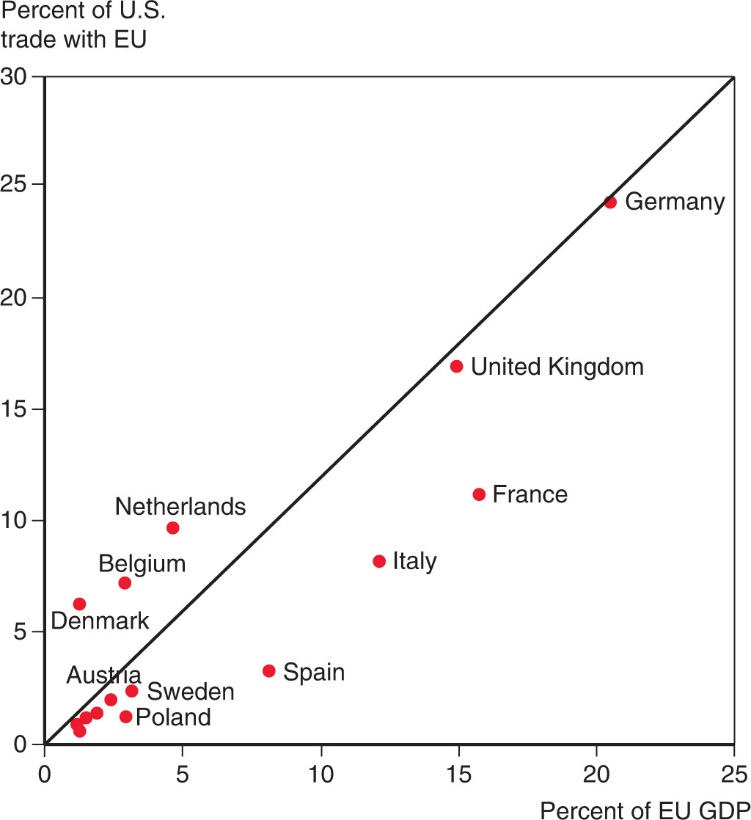 Percent of U.S.
trade with EU
30
25
20
15
10
5
0
Germany
United Kingdom
France
Netherlands
Italy
Belgium
Denmark
Austria
Spain
Sweden
Poland
0 5 10 15 20 25
Percent of EU GDP